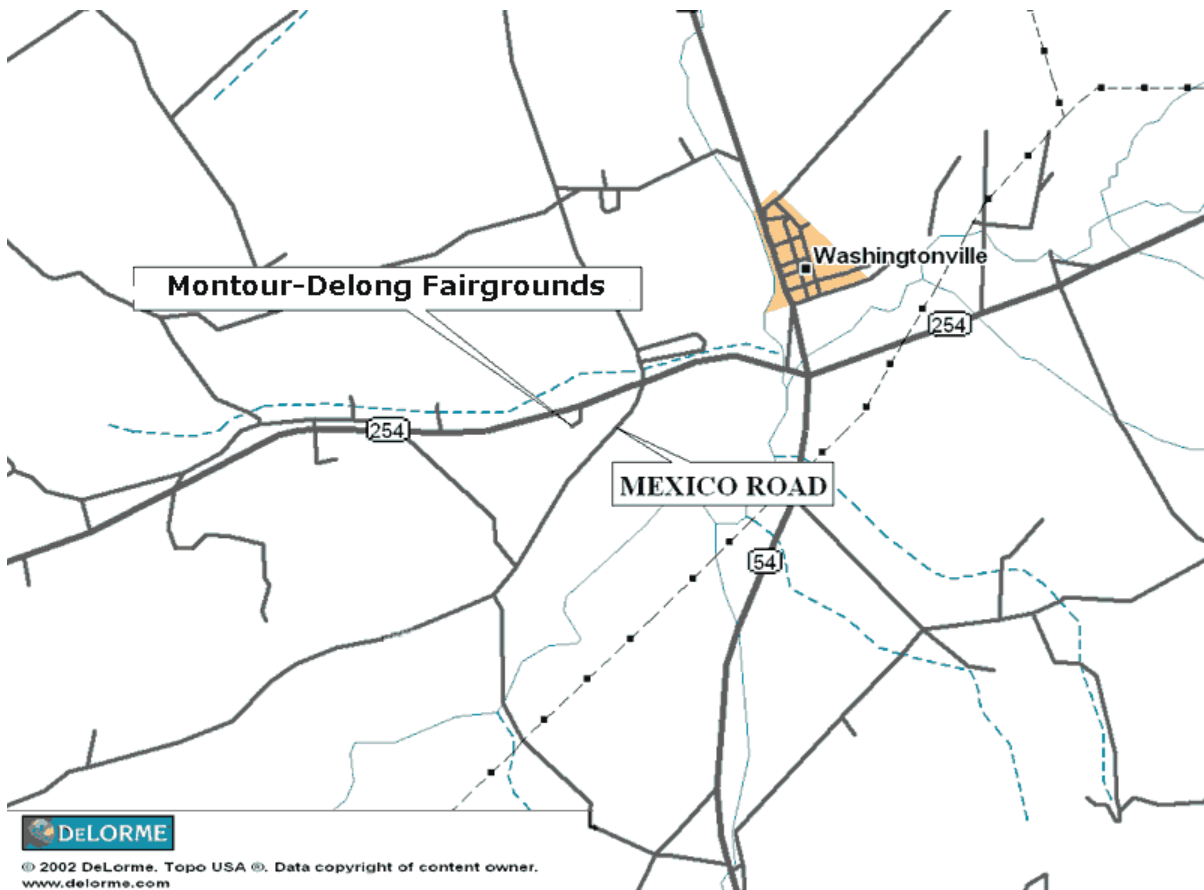 Washingtonville
Montour-Delong Fairgrounds
254
254
MEXICO ROAD
54
DELORME
© 2002 DeLorme. Topo USA ®. Data copyright of content owner.
www.delorme.com